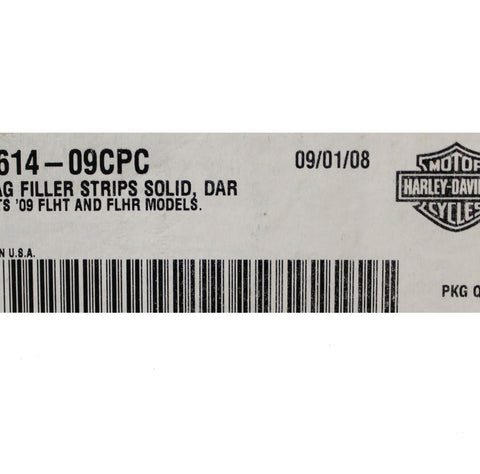 614-09CPC 09/01/08
AG FILLER STRIPS SOLID, DAR
TS '09 FLHT AND FLHR MODELS.
N U.S.A.
MOTOR
HARLEY-DAVI
CYCLES
PKG Q